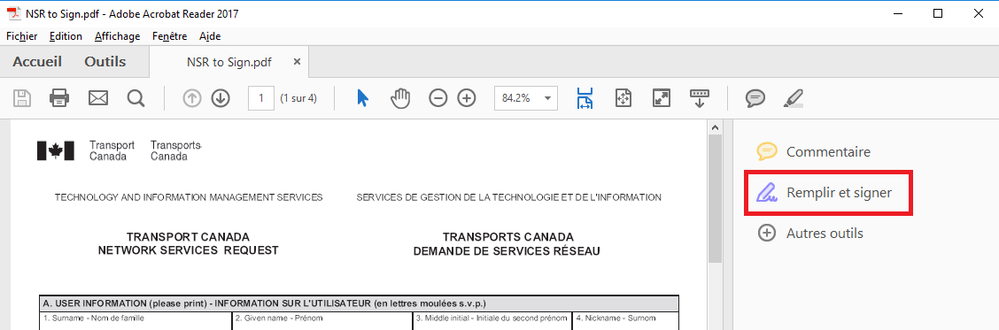 NSR to Sign.pdf - Adobe Acrobat Reader 2017
Fichier Edition Affichage Fenêtre Aide
Accueil Outils NSR to Sign.pdf ×
1 (1 sur 4) 84.2%
Transport Canada
Transports Canada
Commentaire
Remplir et signer
Autres outils
TECHNOLOGY AND INFORMATION MANAGEMENT SERVICES
SERVICES DE GESTION DE LA TECHNOLOGIE ET DE L'INFORMATION
TRANSPORT CANADA
NETWORK SERVICES REQUEST
TRANSPORTS CANADA
DEMANDE DE SERVICES RÉSEAU
A. USER INFORMATION (please print) - INFORMATION SUR L'UTILISATEUR (en lettres moulées s.v.p.)
1. Surname - Nom de famille
2. Given name - Prénom
3. Middle initial - Initiale du second prénom
4. Nickname - Surnom